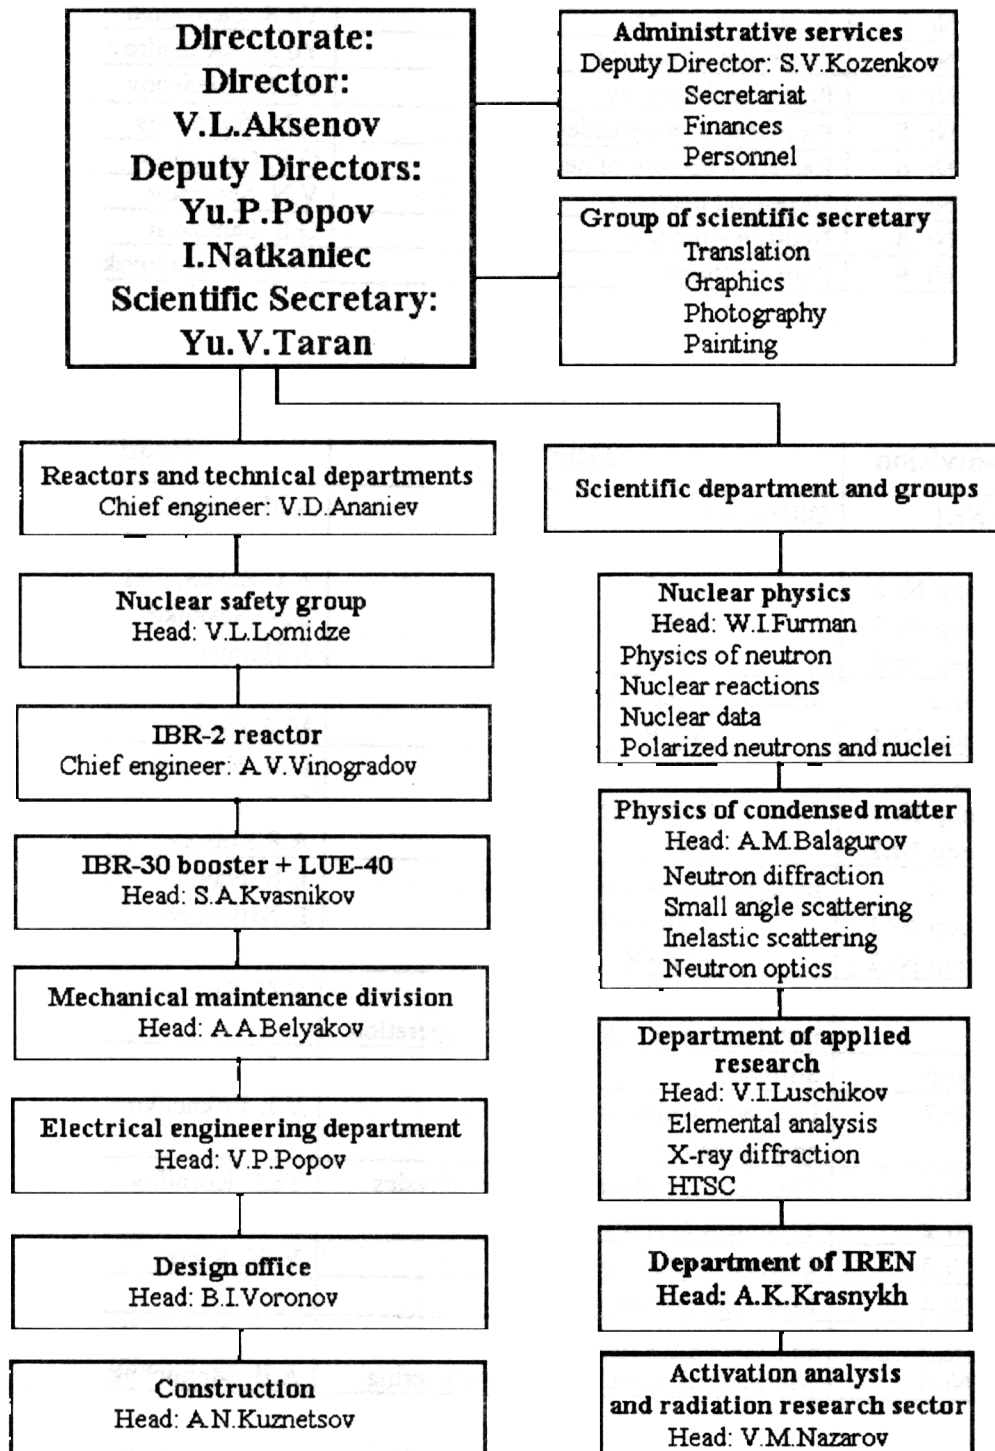 Directorate:
Director:
V.L.Aksenov
Deputy Directors:
Yu.P.Popov
I.Natkaniec
Scientific Secretary:
Yu.V.Taran
Administrative services
Deputy Director: S.V.Kozenkov
Secretariat
Finances
Personnel
Group of scientific secretary
Translation
Graphics
Photography
Painting
Reactors and technical departments
Chief engineer: V.D.Ananiev
Nuclear safety group
Head: V.L.Lomidze
IBR-2 reactor
Chief engineer: A.V.Vinogradov
IBR-30 booster + LUE-40
Head: S.A.Kvasnikov
Mechanical maintenance division
Head: A.A.Belyakov
Electrical engineering department
Head: V.P.Popov
Design office
Head: B.I.Voronov
Construction
Head: A.N.Kuznetsov
Scientific department and groups
Nuclear physics
Head: W.I.Furman
Physics of neutron
Nuclear reactions
Nuclear data
Polarized neutrons and nuclei
Physics of condensed matter
Head: A.M.Balagurov
Neutron diffraction
Small angle scattering
Inelastic scattering
Neutron optics
Department of applied
research
Head: V.I.Luschikov
Elemental analysis
X-ray diffraction
HTSC
Department of IREN
Head: A.K.Krasnykh
Activation analysis
and radiation research sector
Head: V.M.Nazarov